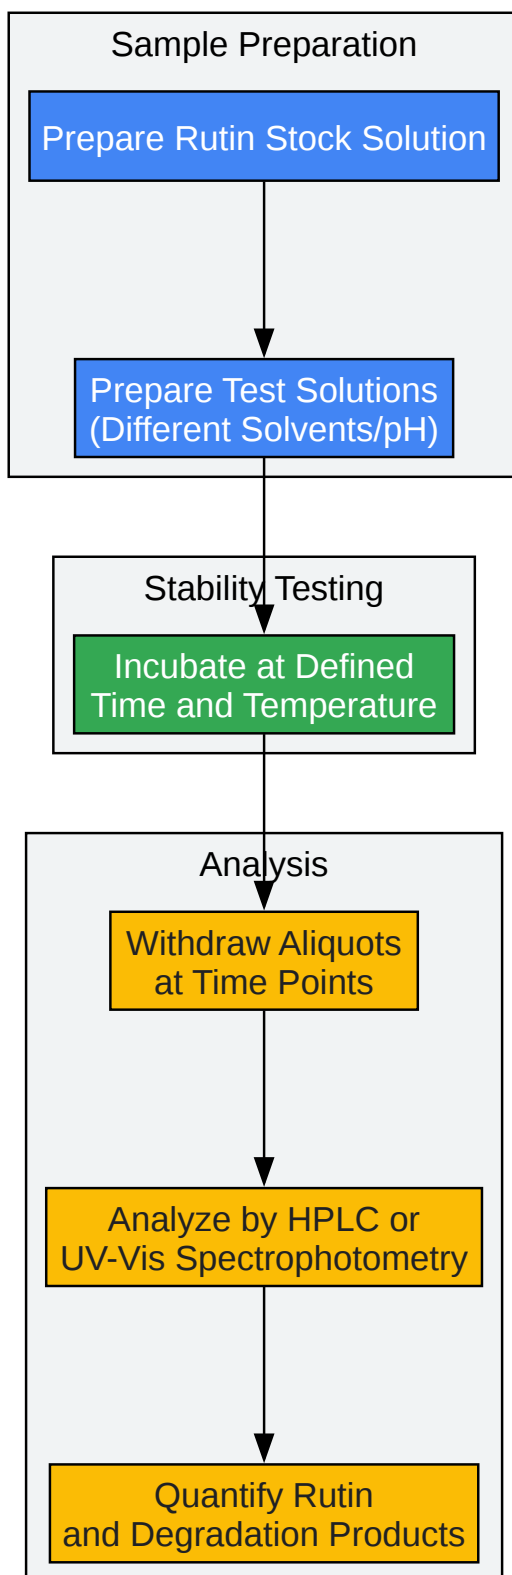 Sample Preparation
Prepare Rutin Stock Solution
Prepare Test Solutions
(Different Solvents/pH)
Stability Testing
Incubate at Defined
Time and Temperature
Analysis
Withdraw Aliquots
at Time Points
Analyze by HPLC or
UV-Vis Spectrophotometry
Quantify Rutin
and Degradation Products